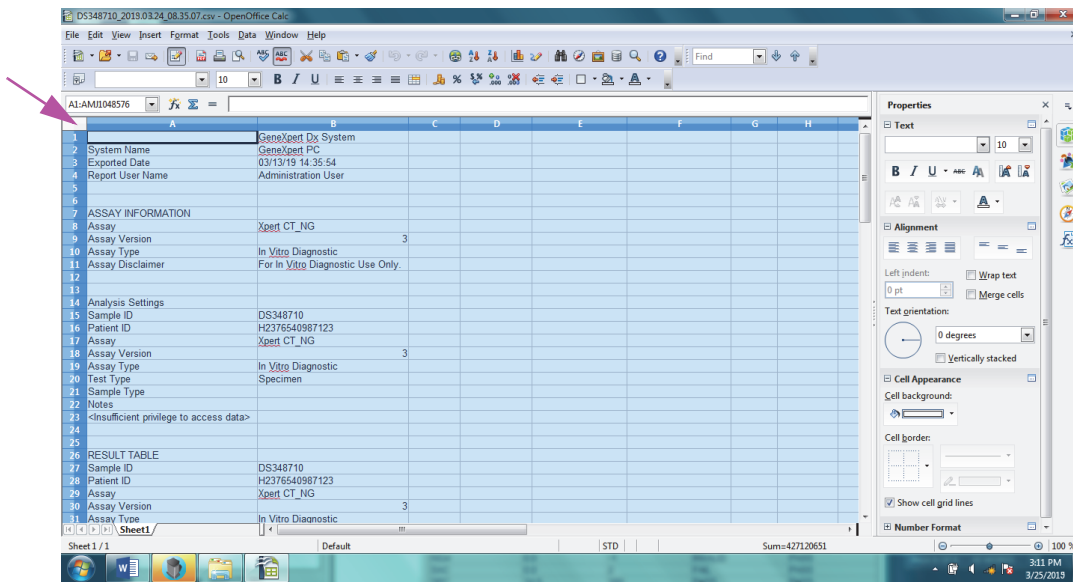 DS348710_2019.03.24_08.35.07.csv - OpenOffice Calc
File Edit View Insert Format Tools Data Window Help
Find
10
A1:AMJ1048576
A B C D E F G H
1 GeneXpert Dx System
2 System Name GeneXpert PC
3 Exported Date 03/13/19 14:35:54
4 Report User Name Administration User
5
6
7 ASSAY INFORMATION
8 Assay Xpert CT_NG
9 Assay Version 3
10 Assay Type In Vitro Diagnostic
11 Assay Disclaimer For In Vitro Diagnostic Use Only.
12
13
14 Analysis Settings
15 Sample ID DS348710
16 Patient ID H2376540987123
17 Assay Xpert CT_NG
18 Assay Version 3
19 Assay Type In Vitro Diagnostic
20 Test Type Specimen
21 Sample Type
22 Notes
23 <Insufficient privilege to access data>
24
25
26 RESULT TABLE
27 Sample ID DS348710
28 Patient ID H2376540987123
29 Assay Xpert CT_NG
30 Assay Version 3
31 Assay Type In Vitro Diagnostic
Sheet1
Sheet 1 / 1 Default STD Sum=427120651 100 %
Properties
Text
10
B I U ABC
Alignment
Left indent: Wrap text
0 pt Merge cells
Text orientation:
0 degrees
Vertically stacked
Cell Appearance
Cell background:
Cell border:
Show cell grid lines
Number Format
3:11 PM
3/25/2019